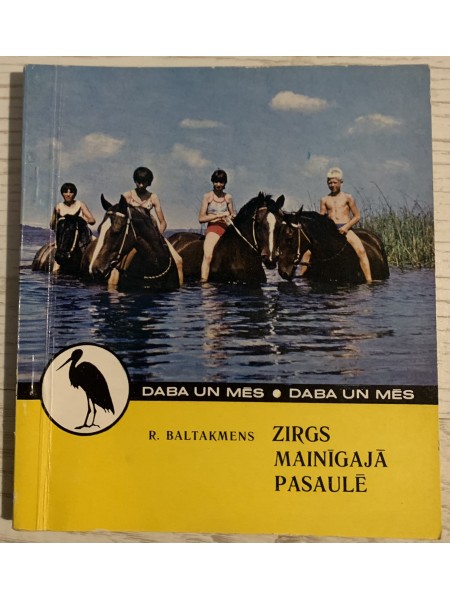 DABA UN MĒS ● DABA UN MĒS
R. BALTAKMENS ZIRGS
MAINĪGAJĀ
PASAULĒ